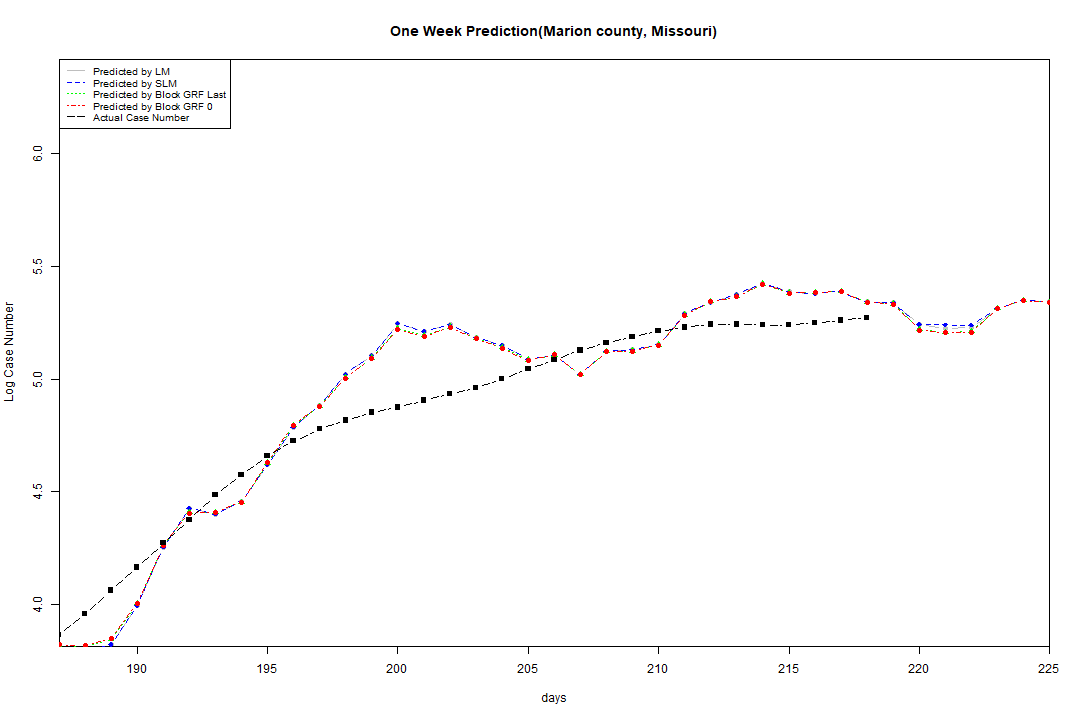 One Week Prediction(Marion county, Missouri)
Predicted by LM
Predicted by SLM
Predicted by Block GRF Last
Predicted by Block GRF 0
Actual Case Number
Log Case Number
6.0
5.5
5.0
4.5
4.0
190 195 200 205 210 215 220 225
days